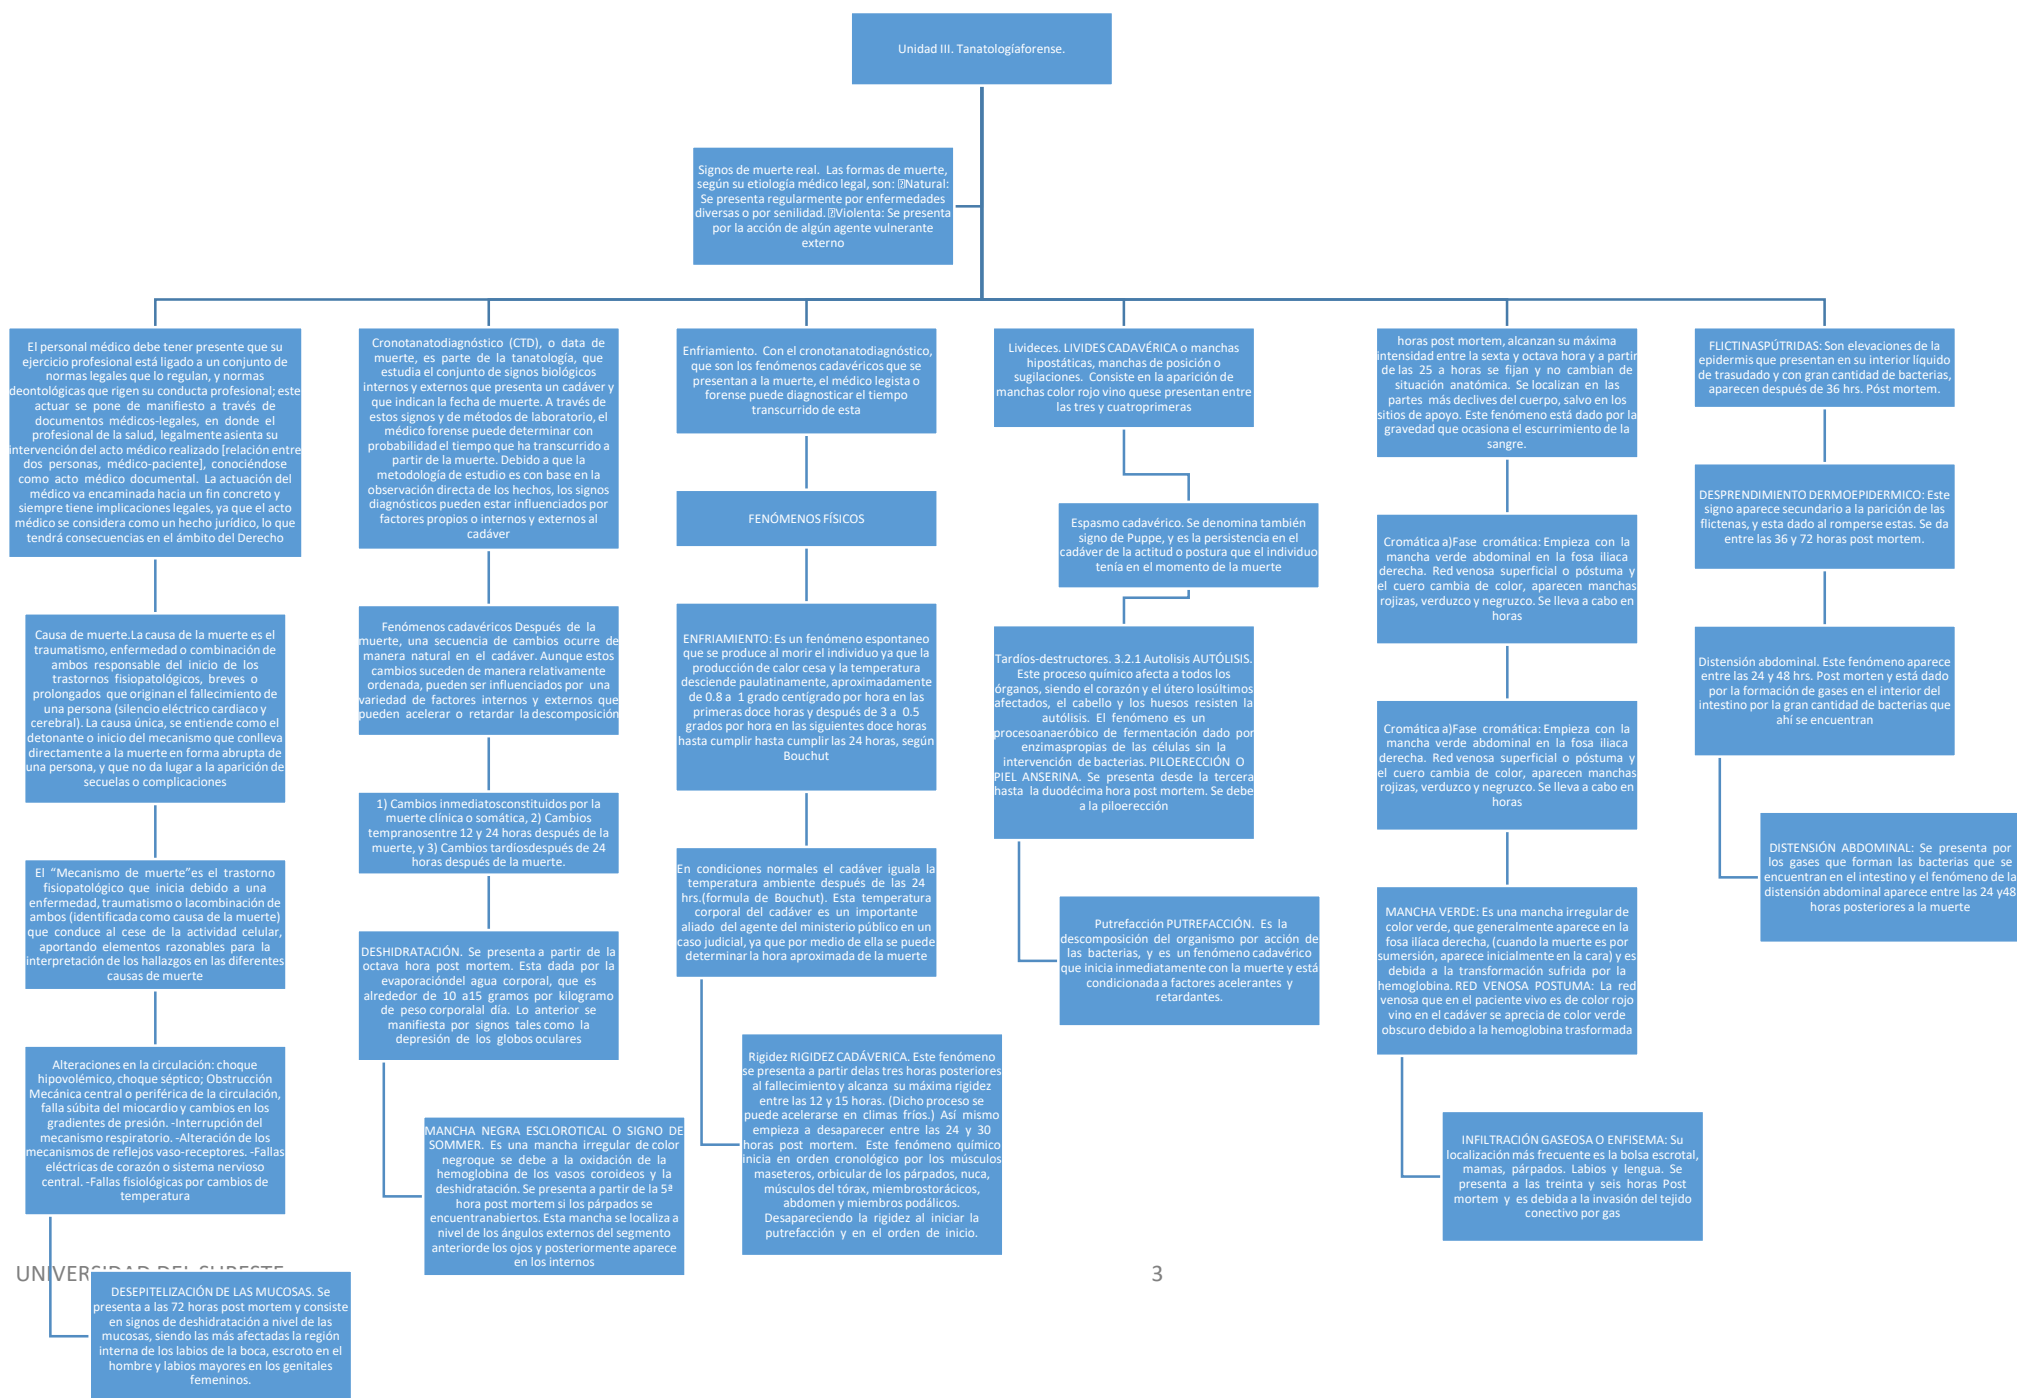 Unidad III. Tanatologíaforense.
Signos de muerte real. Las formas de muerte,
según su etiología médico legal, son: Natural:
Se presenta regularmente por enfermedades
diversas o por senilidad. Violenta: Se presenta
por la acción de algún agente vulnerante
externo
El personal médico debe tener presente que su
ejercicio profesional está ligado a un conjunto de
normas legales que lo regulan, y normas
deontológicas que rigen su conducta profesional; este
actuar se pone de manifiesto a través de
documentos médicos-legales, en donde el
profesional de la salud, legalmente asienta su
intervención del acto médico realizado [relación entre
dos personas, médico-paciente], conociéndose
como acto médico documental. La actuación del
médico va encaminada hacia un fin concreto y
siempre tiene implicaciones legales, ya que el acto
médico se considera como un hecho jurídico, lo que
tendrá consecuencias en el ámbito del Derecho
Causa de muerte.La causa de la muerte es el
traumatismo, enfermedad o combinación de
ambos responsable del inicio de los
trastornos fisiopatológicos, breves o
prolongados que originan el fallecimiento de
una persona (silencio eléctrico cardiaco y
cerebral). La causa única, se entiende como el
detonante o inicio del mecanismo que conlleva
directamente a la muerte en forma abrupta de
una persona, y que no da lugar a la aparición de
secuelas o complicaciones
El “Mecanismo de muerte”es el trastorno
fisiopatológico que inicia debido a una
enfermedad, traumatismo o lacombinación de
ambos (identificada como causa de la muerte)
que conduce al cese de la actividad celular,
aportando elementos razonables para la
interpretación de los hallazgos en las diferentes
causas de muerte
Alteraciones en la circulación: choque
hipovolémico, choque séptico; Obstrucción
Mecánica central o periférica de la circulación,
falla súbita del miocardio y cambios en los
gradientes de presión. -Interrupción del
mecanismo respiratorio. -Alteración de los
mecanismos de reflejos vaso-receptores. -Fallas
eléctricas de corazón o sistema nervioso
central. -Fallas fisiológicas por cambios de
temperatura
DESEPITELIZACIÓN DE LAS MUCOSAS. Se
presenta a las 72 horas post mortem y consiste
en signos de deshidratación a nivel de las
mucosas, siendo las más afectadas la región
interna de los labios de la boca, escroto en el
hombre y labios mayores en los genitales
femeninos.
Cronotanatodiagnóstico (CTD), o data de
muerte, es parte de la tanatología, que
estudia el conjunto de signos biológicos
internos y externos que presenta un cadáver y
que indican la fecha de muerte. A través de
estos signos y de métodos de laboratorio, el
médico forense puede determinar con
probabilidad el tiempo que ha transcurrido a
partir de la muerte. Debido a que la
metodología de estudio es con base en la
observación directa de los hechos, los signos
diagnósticos pueden estar influenciados por
factores propios o internos y externos al
cadáver
Fenómenos cadavéricos Después de la
muerte, una secuencia de cambios ocurre de
manera natural en el cadáver. Aunque estos
cambios suceden de manera relativamente
ordenada, pueden ser influenciados por una
variedad de factores internos y externos que
pueden acelerar o retardar la descomposición
1) Cambios inmediatosconstituidos por la
muerte clínica o somática, 2) Cambios
tempranosentre 12 y 24 horas después de la
muerte, y 3) Cambios tardíosdespués de 24
horas después de la muerte.
DESHIDRATACIÓN. Se presenta a partir de la
octava hora post mortem. Esta dada por la
evaporacióndel agua corporal, que es
alrededor de 10 a15 gramos por kilogramo
de peso corporalal día. Lo anterior se
manifiesta por signos tales como la
depresión de los globos oculares
MANCHA NEGRA ESCLOROTICAL O SIGNO DE
SOMMER. Es una mancha irregular de color
negroque se debe a la oxidación de la
hemoglobina de los vasos coroideos y la
deshidratación. Se presenta a partir de la 5ª
hora post mortem si los párpados se
encuentranabiertos. Esta mancha se localiza a
nivel de los ángulos externos del segmento
anteriorde los ojos y posteriormente aparece
en los internos
Enfriamiento. Con el cronotanatodiagnóstico,
que son los fenómenos cadavéricos que se
presentan a la muerte, el médico legista o
forense puede diagnosticar el tiempo
transcurrido de esta
FENÓMENOS FÍSICOS
ENFRIAMIENTO: Es un fenómeno espontaneo
que se produce al morir el individuo ya que la
producción de calor cesa y la temperatura
desciende paulatinamente, aproximadamente
de 0.8 a 1 grado centígrado por hora en las
primeras doce horas y después de 3 a 0.5
grados por hora en las siguientes doce horas
hasta cumplir hasta cumplir las 24 horas, según
Bouchut
En condiciones normales el cadáver iguala la
temperatura ambiente después de las 24
hrs.(formula de Bouchut). Esta temperatura
corporal del cadáver es un importante
aliado del agente del ministerio público en un
caso judicial, ya que por medio de ella se puede
determinar la hora aproximada de la muerte
Rigidez RIGIDEZ CADÁVERICA. Este fenómeno
se presenta a partir delas tres horas posteriores
al fallecimiento y alcanza su máxima rigidez
entre las 12 y 15 horas. (Dicho proceso se
puede acelerarse en climas fríos.) Así mismo
empieza a desaparecer entre las 24 y 30
horas post mortem. Este fenómeno químico
inicia en orden cronológico por los músculos
maseteros, orbicular de los párpados, nuca,
músculos del tórax, miembrostorácicos,
abdomen y miembros podálicos.
Desapareciendo la rigidez al iniciar la
putrefacción y en el orden de inicio.
Livideces. LIVIDES CADAVÉRICA o manchas
hipostáticas, manchas de posición o
sugilaciones. Consiste en la aparición de
manchas color rojo vino quese presentan entre
las tres y cuatroprimeras
Espasmo cadavérico. Se denomina también
signo de Puppe, y es la persistencia en el
cadáver de la actitud o postura que el individuo
tenía en el momento de la muerte
Tardíos-destructores. 3.2.1 Autolisis AUTÓLISIS.
Este proceso químico afecta a todos los
órganos, siendo el corazón y el útero losúltimos
afectados, el cabello y los huesos resisten la
autólisis. El fenómeno es un
procesoanaeróbico de fermentación dado por
enzimaspropias de las células sin la
intervención de bacterias. PILOERECCIÓN O
PIEL ANSERINA. Se presenta desde la tercera
hasta la duodécima hora post mortem. Se debe
a la piloerección
Putrefacción PUTREFACCIÓN. Es la
descomposición del organismo por acción de
las bacterias, y es un fenómeno cadavérico
que inicia inmediatamente con la muerte y está
condicionada a factores acelerantes y
retardantes.
horas post mortem, alcanzan su máxima
intensidad entre la sexta y octava hora y a partir
de las 25 a horas se fijan y no cambian de
situación anatómica. Se localizan en las
partes más declives del cuerpo, salvo en los
sitios de apoyo. Este fenómeno está dado por la
gravedad que ocasiona el escurrimiento de la
sangre.
Cromática a)Fase cromática: Empieza con la
mancha verde abdominal en la fosa iliaca
derecha. Red venosa superficial o póstuma y
el cuero cambia de color, aparecen manchas
rojizas, verduzco y negruzco. Se lleva a cabo en
horas
Cromática a)Fase cromática: Empieza con la
mancha verde abdominal en la fosa iliaca
derecha. Red venosa superficial o póstuma y
el cuero cambia de color, aparecen manchas
rojizas, verduzco y negruzco. Se lleva a cabo en
horas
MANCHA VERDE: Es una mancha irregular de
color verde, que generalmente aparece en la
fosa ilíaca derecha, (cuando la muerte es por
sumersión, aparece inicialmente en la cara) y es
debida a la transformación sufrida por la
hemoglobina. RED VENOSA POSTUMA: La red
venosa que en el paciente vivo es de color rojo
vino en el cadáver se aprecia de color verde
obscuro debido a la hemoglobina trasformada
INFILTRACIÓN GASEOSA O ENFISEMA: Su
localización más frecuente es la bolsa escrotal,
mamas, párpados. Labios y lengua. Se
presenta a las treinta y seis horas Post
mortem y es debida a la invasión del tejido
conectivo por gas
FLICTINASPÚTRIDAS: Son elevaciones de la
epidermis que presentan en su interior líquido
de trasudado y con gran cantidad de bacterias,
aparecen después de 36 hrs. Póst mortem.
DESPRENDIMIENTO DERMOEPIDERMICO: Este
signo aparece secundario a la parición de las
flictenas, y esta dado al romperse estas. Se da
entre las 36 y 72 horas post mortem.
Distensión abdominal. Este fenómeno aparece
entre las 24 y 48 hrs. Post morten y está dado
por la formación de gases en el interior del
intestino por la gran cantidad de bacterias que
ahí se encuentran
DISTENSIÓN ABDOMINAL: Se presenta por
los gases que forman las bacterias que se
encuentran en el intestino y el fenómeno de la
distensión abdominal aparece entre las 24 y48
horas posteriores a la muerte
UNIVERSIDAD DEL SURESTE
3